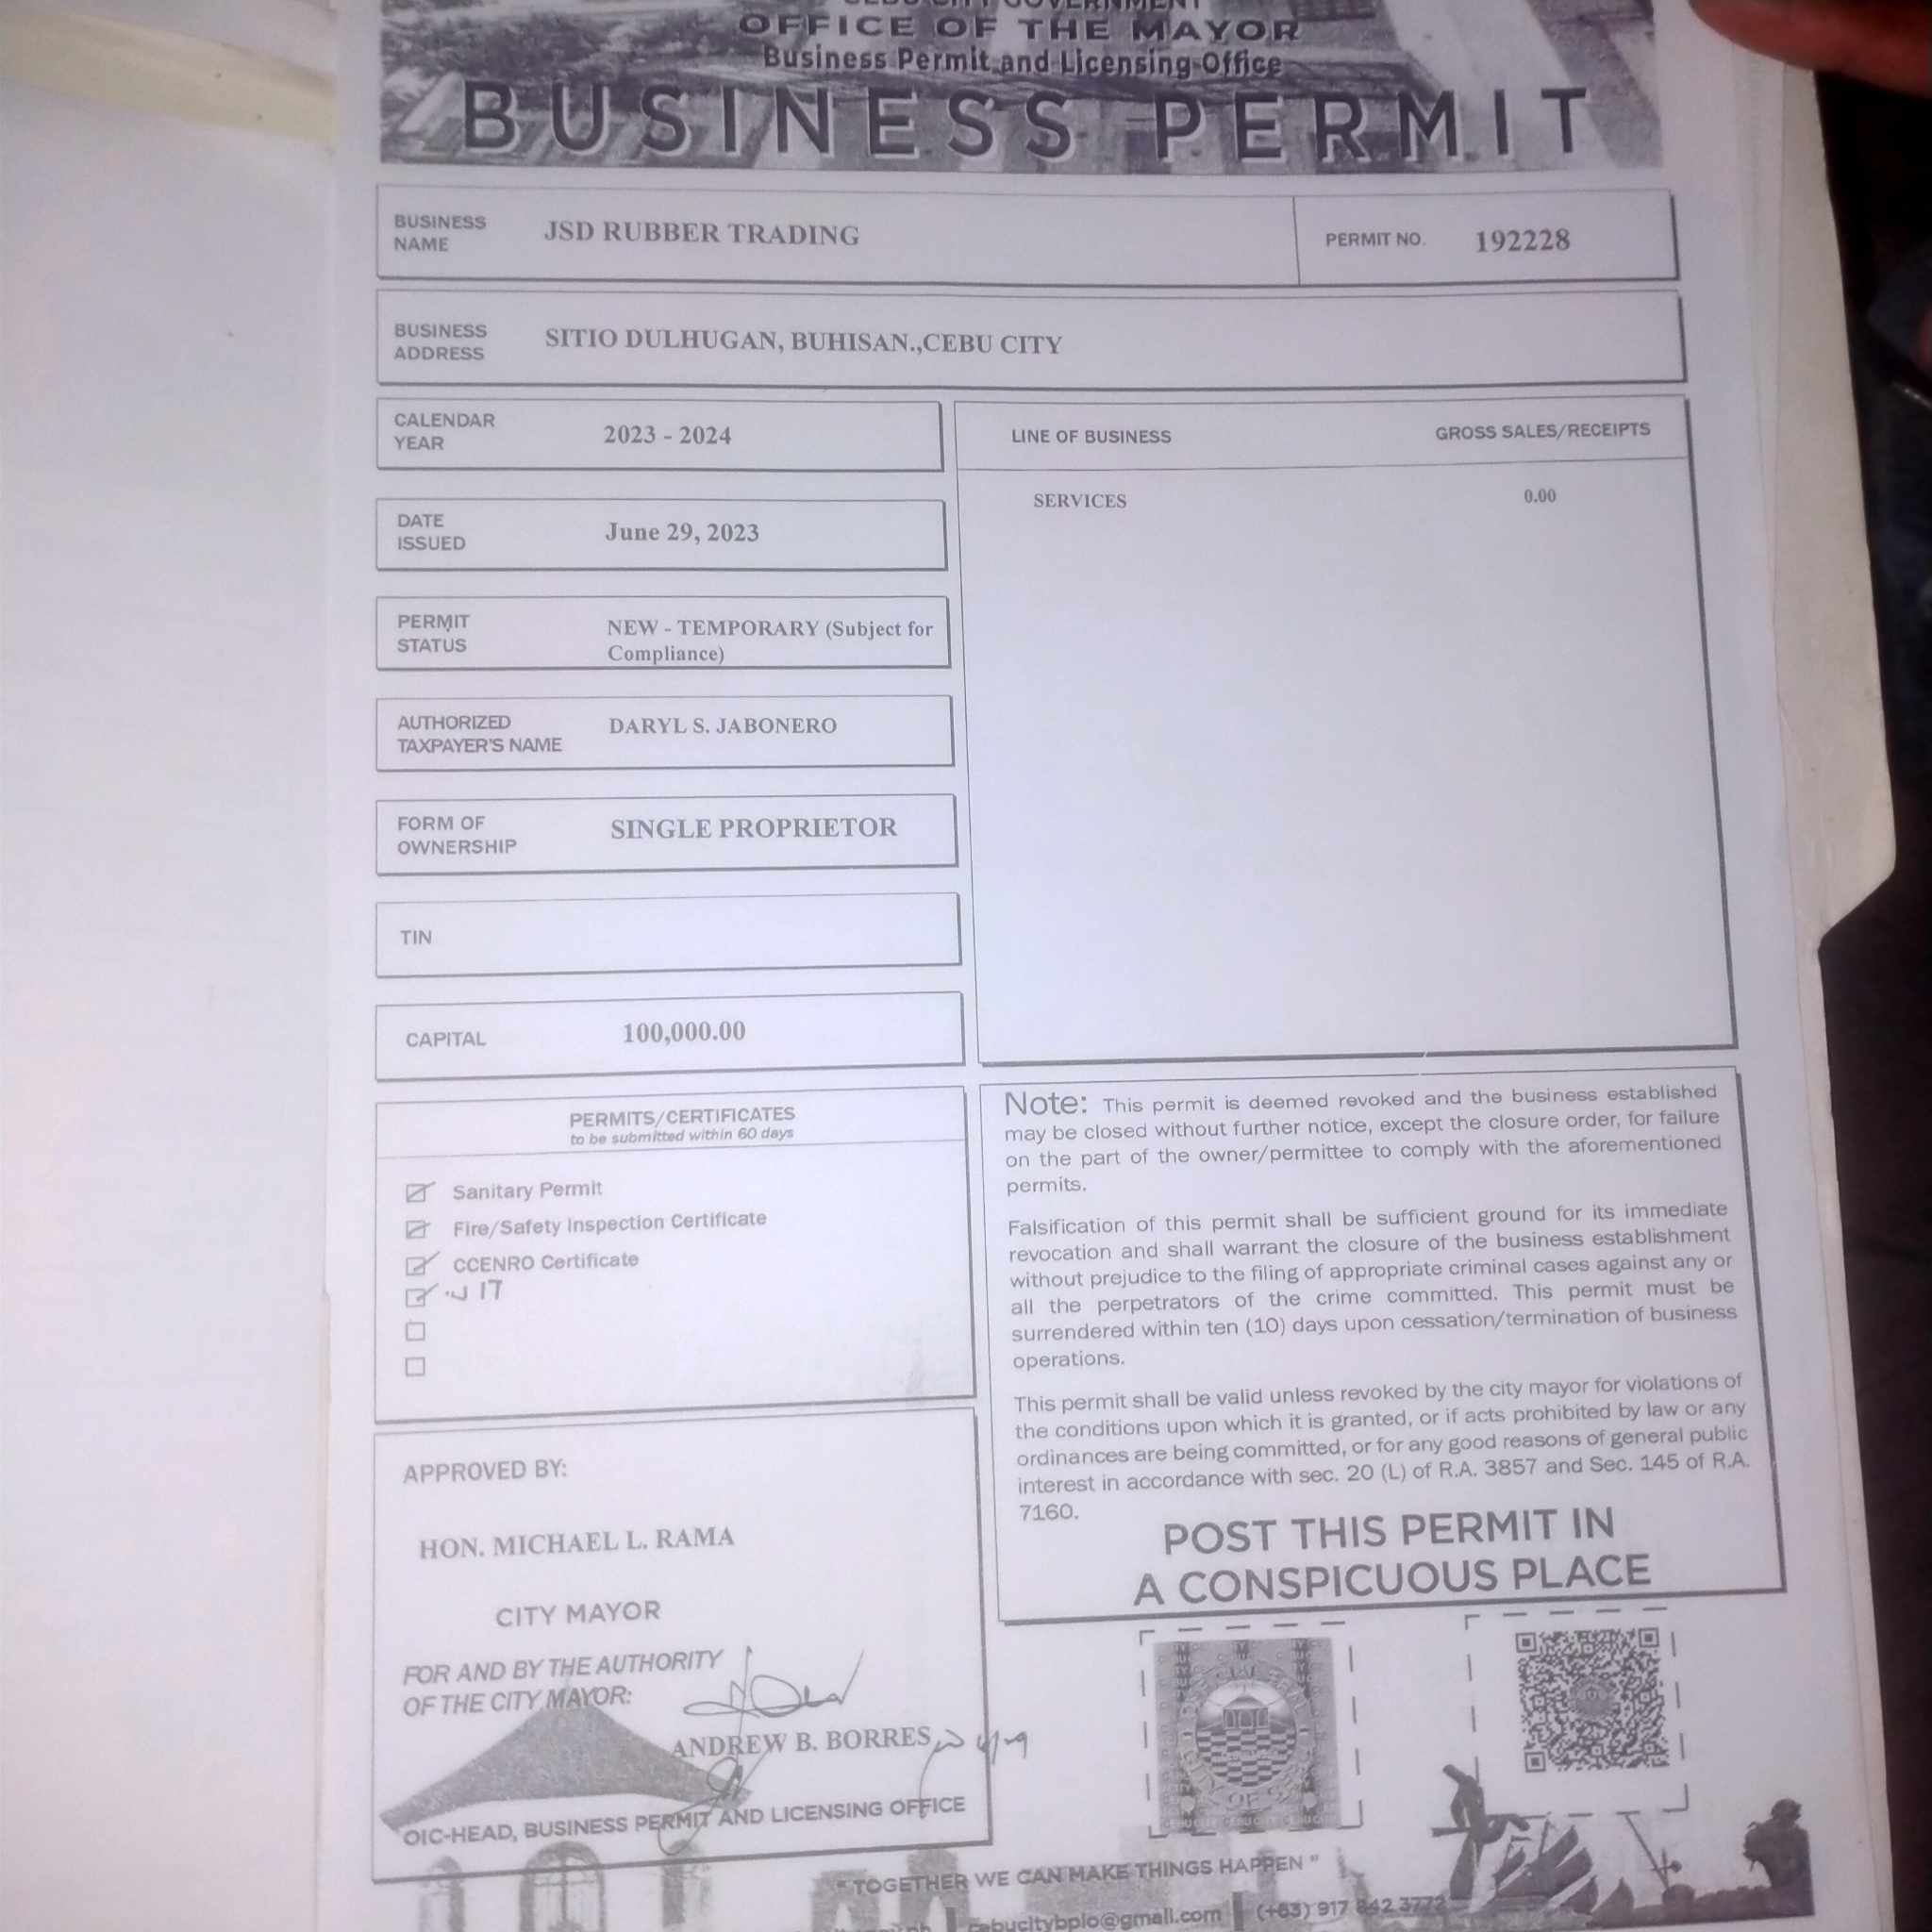 OFFICE OF THE MAYOR
Business Permit and Licensing Office
BUSINESS PERMIT
BUSINESS NAME JSD RUBBER TRADING
PERMIT NO. 192228
BUSINESS ADDRESS SITIO DULHUGAN, BUHISAN.,CEBU CITY
CALENDAR YEAR 2023 - 2024
DATE ISSUED June 29, 2023
PERMIT STATUS NEW - TEMPORARY (Subject for
Compliance)
AUTHORIZED TAXPAYER'S NAME DARYL S. JABONERO
FORM OF OWNERSHIP SINGLE PROPRIETOR
TIN
CAPITAL 100,000.00
LINE OF BUSINESS GROSS SALES/RECEIPTS
SERVICES 0.00
PERMITS/CERTIFICATES
to be submitted within 60 days
Sanitary Permit
Fire/Safety Inspection Certificate
CCENRO Certificate
Note: This permit is deemed revoked and the business established
may be closed without further notice, except the closure order, for failure
on the part of the owner/permittee to comply with the aforementioned
permits.
Falsification of this permit shall be sufficient ground for its immediate
revocation and shall warrant the closure of the business establishment
without prejudice to the filing of appropriate criminal cases against any or
all the perpetrators of the crime committed. This permit must be
surrendered within ten (10) days upon cessation/termination of business
operations.
This permit shall be valid unless revoked by the city mayor for violations of
the conditions upon which it is granted, or if acts prohibited by law or any
ordinances are being committed, or for any good reasons of general public
interest in accordance with sec. 20 (L) of R.A. 3857 and Sec. 145 of R.A.
7160.
POST THIS PERMIT IN
A CONSPICUOUS PLACE
APPROVED BY:
HON. MICHAEL L. RAMA
CITY MAYOR
FOR AND BY THE AUTHORITY
OF THE CITY MAYOR:
ANDREW B. BORRES
OIC-HEAD, BUSINESS PERMIT AND LICENSING OFFICE
"TOGETHER WE CAN MAKE THINGS HAPPEN"
cebucitybplo@gmail.com (+63) 917 842 3772